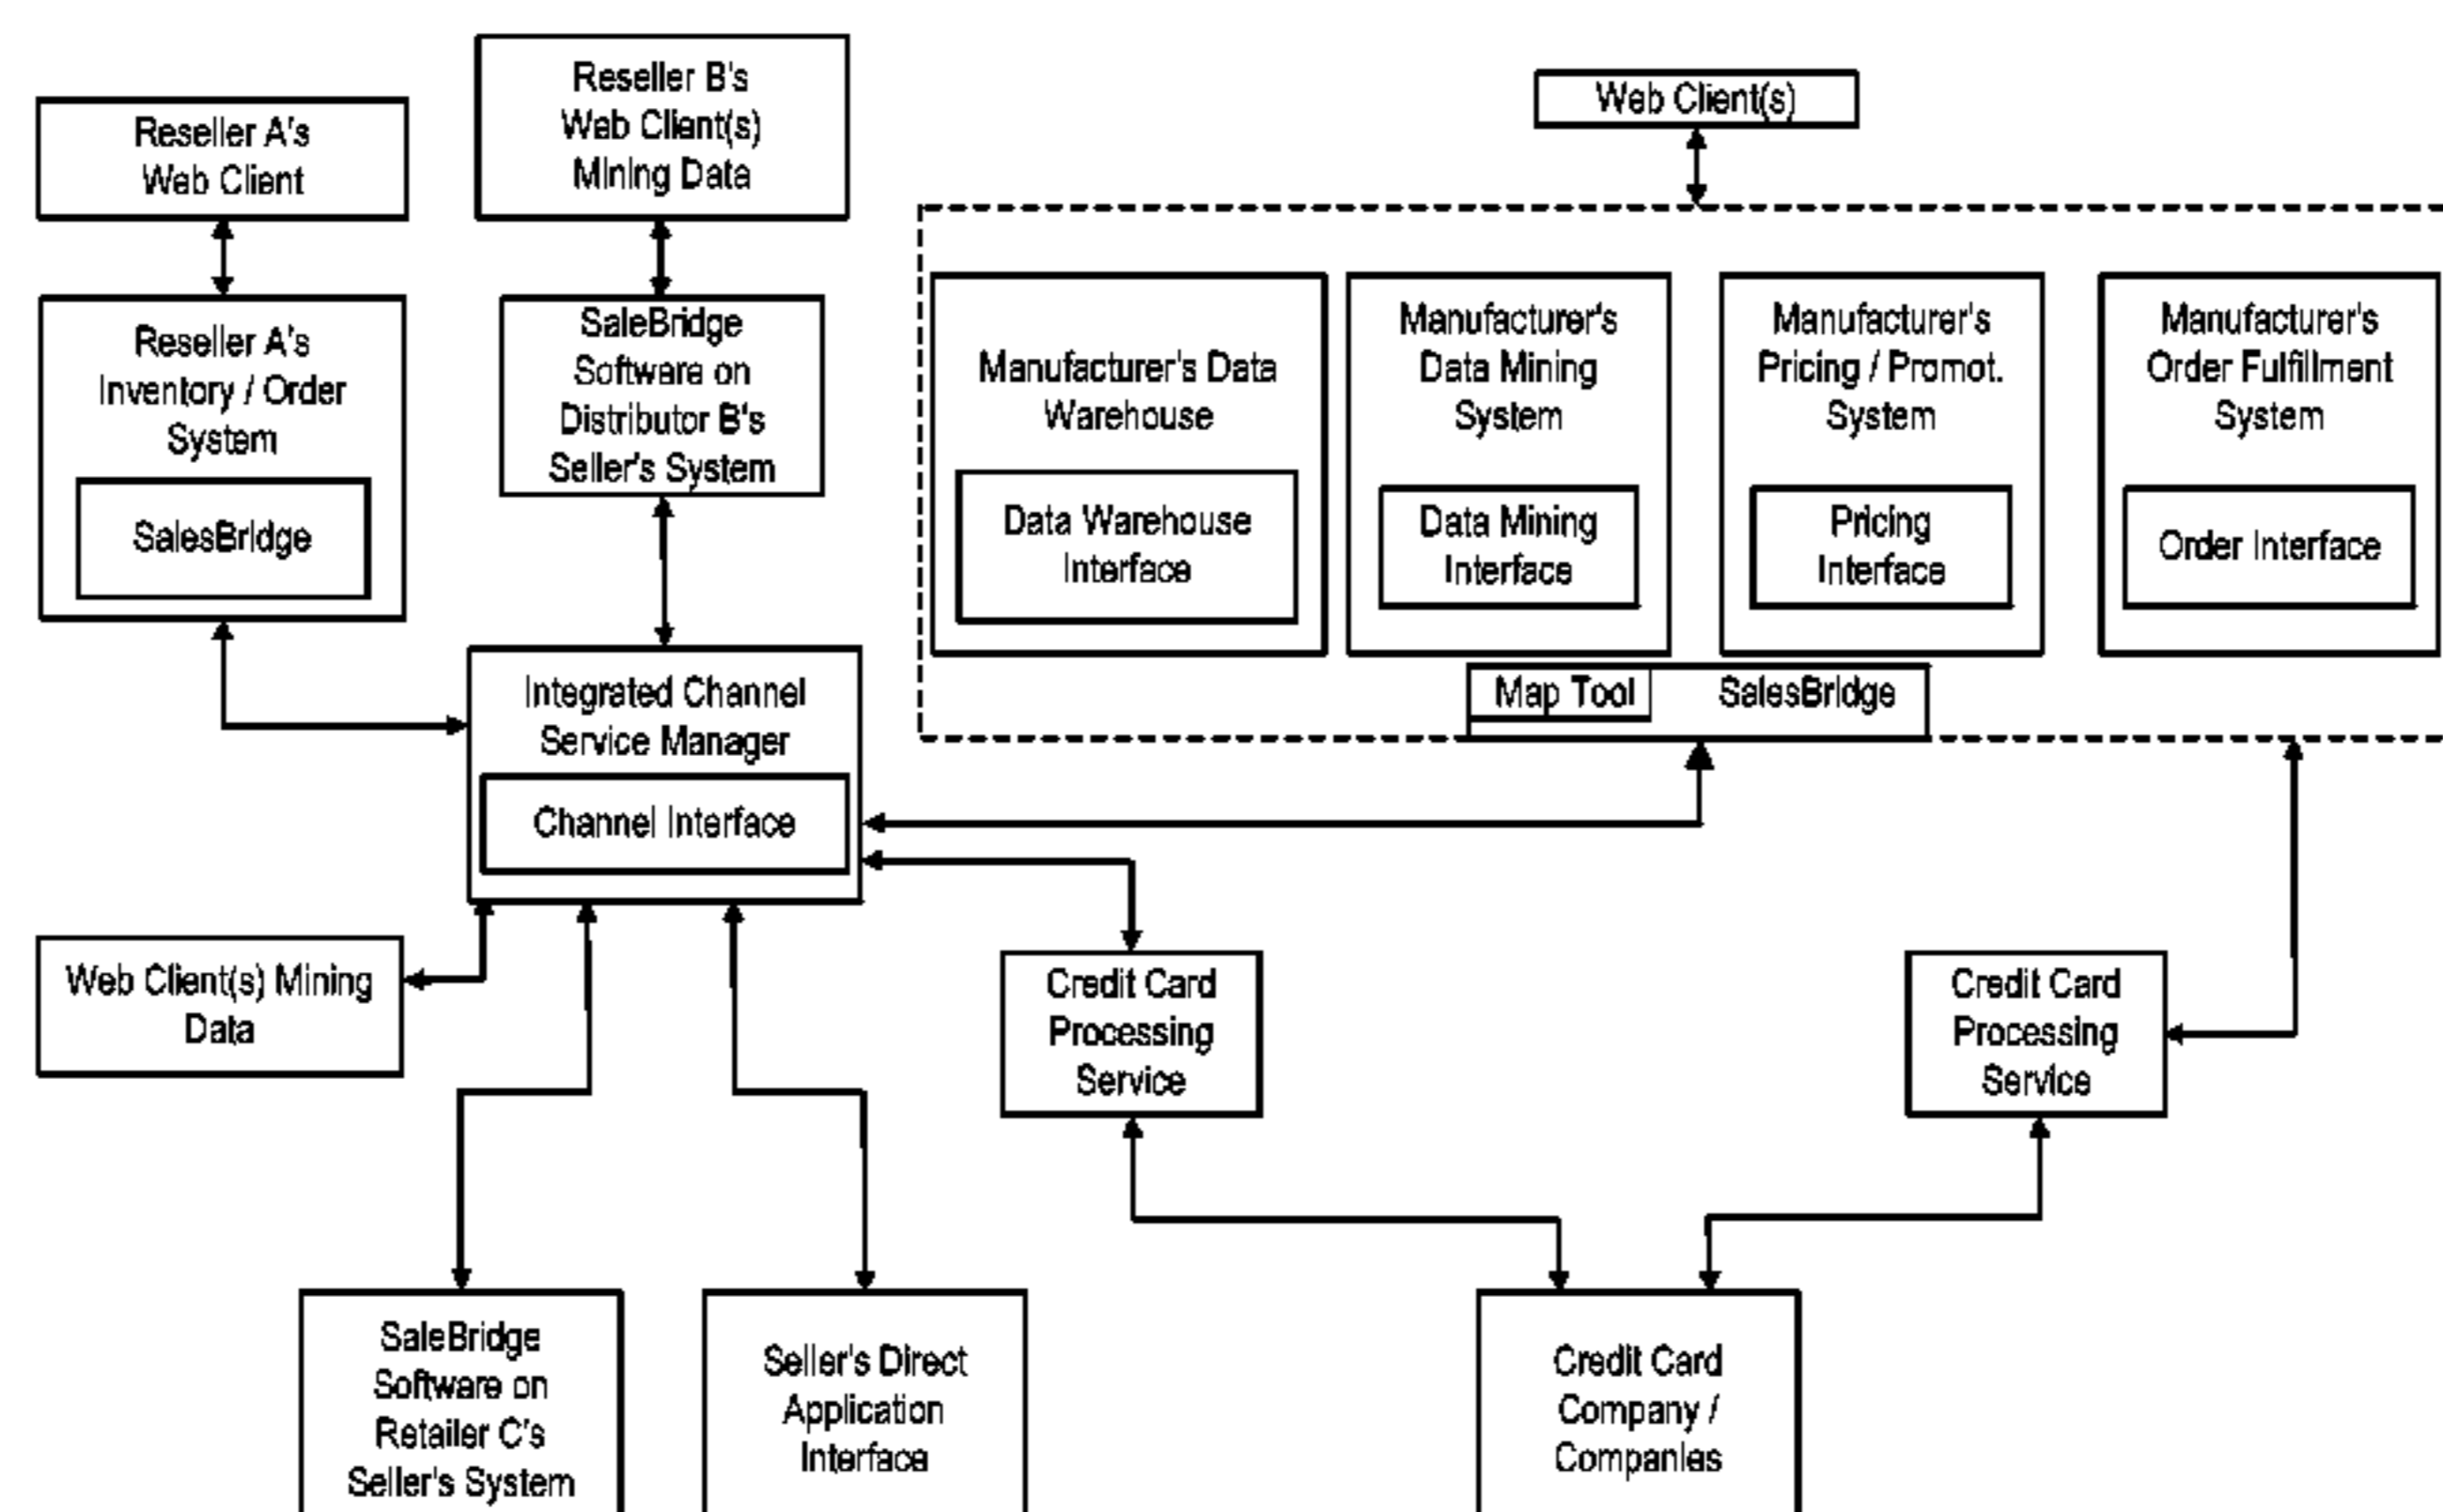 Reseller A's
Web Client
Reseller B's
Web Client(s)
Mining Data
Web Client(s)
Reseller A's
Inventory / Order
System
SalesBridge
SaleBridge
Software on
Distributor B's
Seller's System
Manufacturer's Data
Warehouse
Data Warehouse
Interface
Manufacturer's
Data Mining
System
Data Mining
Interface
Manufacturer's
Pricing / Promot.
System
Pricing
Interface
Manufacturer's
Order Fulfillment
System
Order Interface
Map Tool
SalesBridge
Integrated Channel
Service Manager
Channel Interface
Web Client(s) Mining
Data
Credit Card
Processing
Service
Credit Card
Processing
Service
SaleBridge
Software on
Retailer C's
Seller's System
Seller's Direct
Application
Interface
Credit Card
Company /
Companies